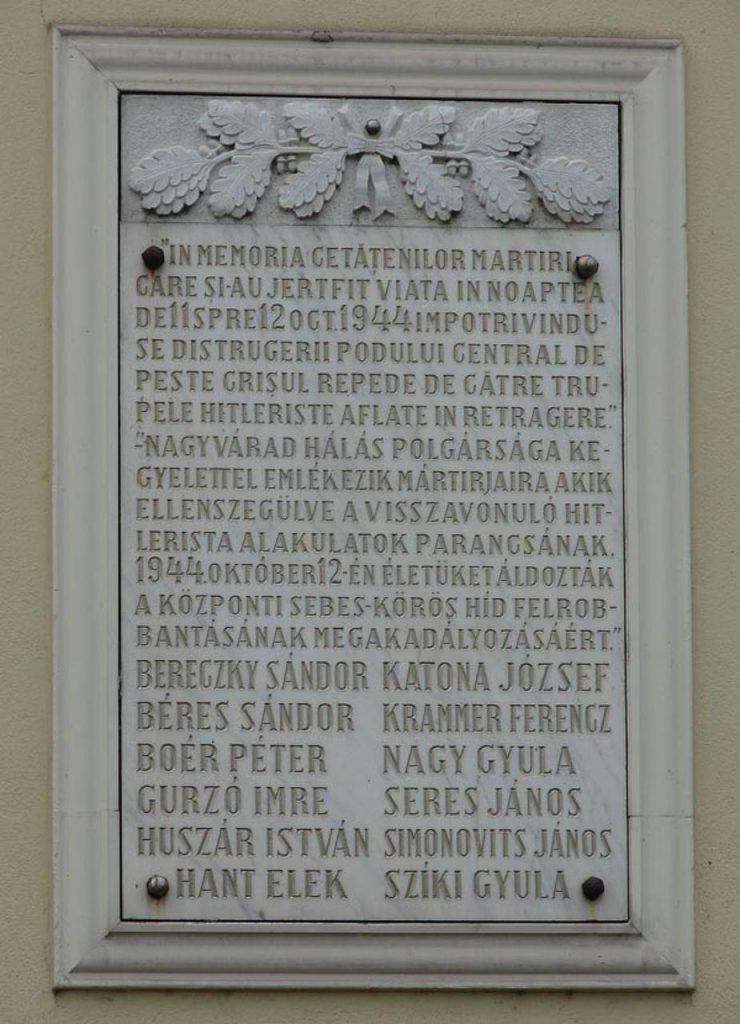 "IN MEMORIA CETĂȚENILOR MARTIRI
CARE ȘI-AU JERTFIT VIATA IN NOAPTEA
DE 11 SPRE 12 OCT. 1944 IMPOTRIVINDU-
SE DISTRUGERII PODULUI CENTRAL DE
PESTE CRIȘUL REPEDE DE CĂTRE TRU-
PELE HITLERISTE AFLATE IN RETRAGERE."
"NAGYVÁRAD HÁLÁS POLGÁRSÁGA KE-
GYELETTEL EMLÉKEZIK MÁRTIRJAIRA AKIK
ELLENSZEGÜLVE A VISSZAVONULÓ HIT-
LERISTA ALAKULATOK PARANCSÁNAK,
1944. OKTÓBER 12-ÉN ÉLETÜKET ÁLDOZTÁK
A KÖZPONTI SEBES-KÖRÖS HÍD FELROB-
BANTÁSÁNAK MEGAKADÁLYOZÁSÁÉRT."
BERECZKY SÁNDOR KATONA JÓZSEF
BÉRES SÁNDOR KRAMMER FERENCZ
BOÉR PÉTER NAGY GYULA
GURZÓ IMRE SERES JÁNOS
HUSZÁR ISTVÁN SIMONOVITS JÁNOS
HANT ELEK SZÍKI GYULA